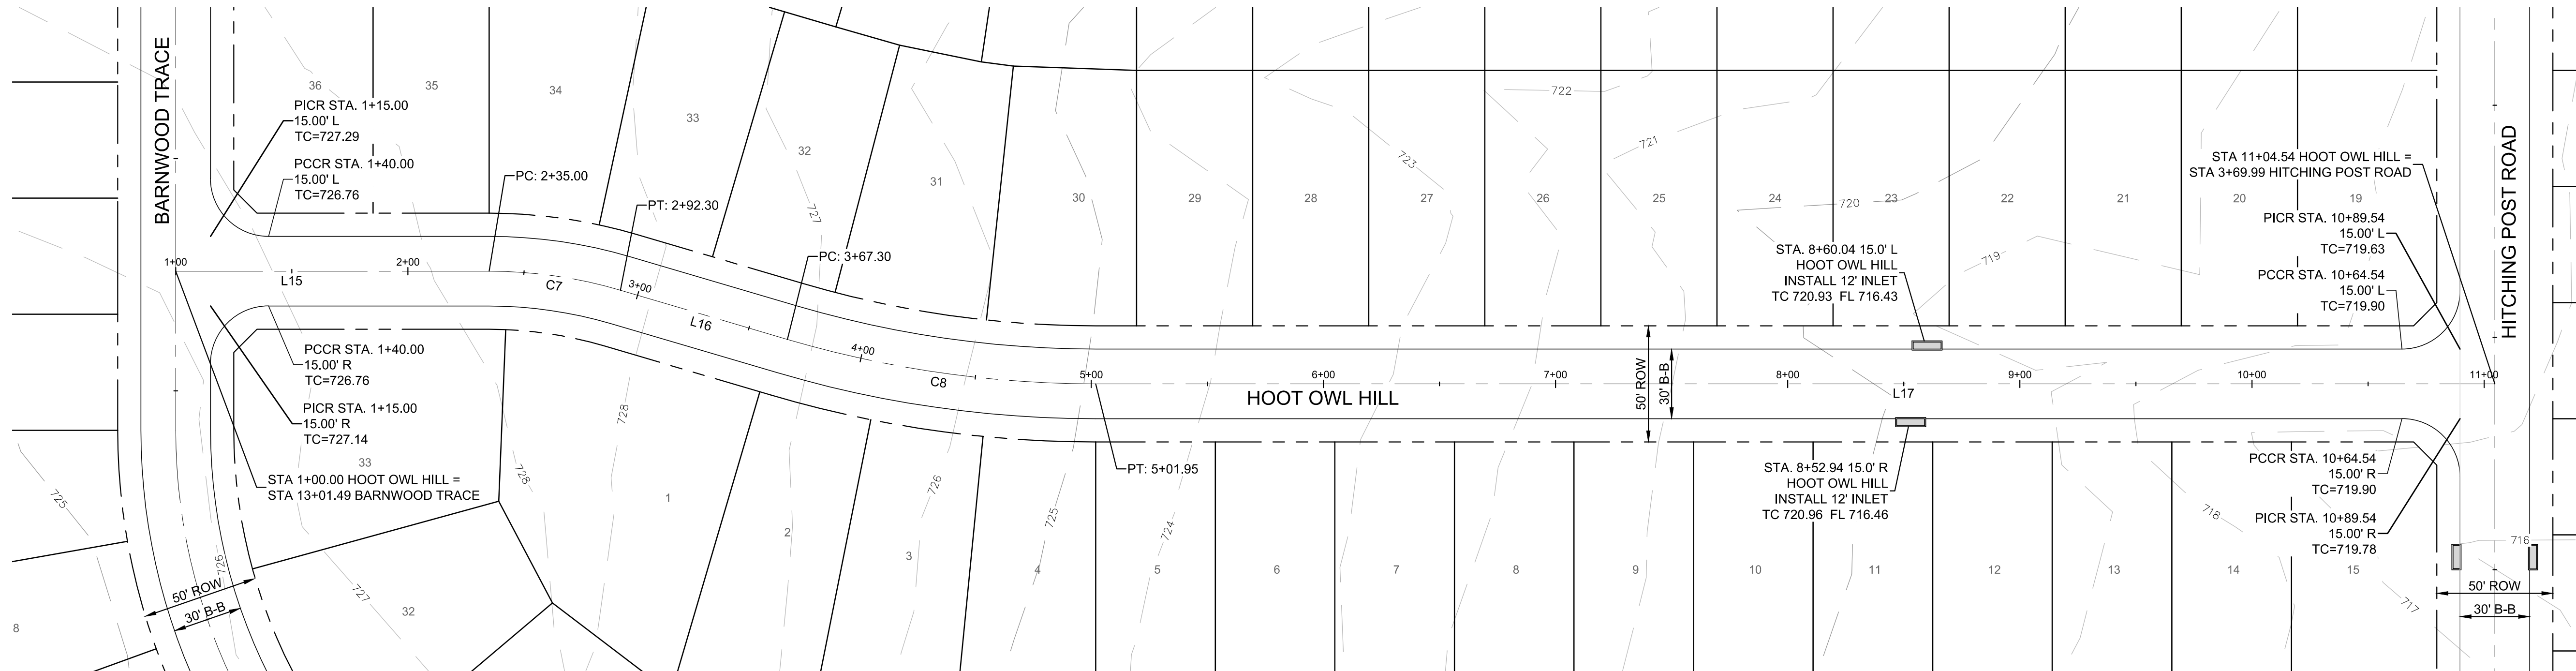 BARNWOOD TRACE
36
35
34
33
32
31
30
29
28
27
26
25
24
23
22
21
20
19
PICR STA. 1+15.00
15.00' L
TC=727.29
PCCR STA. 1+40.00
15.00' L
TC=726.76
PC: 2+35.00
PT: 2+92.30
PC: 3+67.30
727
723
722
721
720
719
STA. 8+60.04 15.0' L
HOOT OWL HILL
INSTALL 12' INLET
TC 720.93 FL 716.43
STA 11+04.54 HOOT OWL HILL =
STA 3+69.99 HITCHING POST ROAD
PICR STA. 10+89.54
15.00' L
TC=719.63
PCCR STA. 10+64.54
15.00' L
TC=719.90
HITCHING POST ROAD
1+00
L15
2+00
C7
3+00
L16
4+00
C8
5+00
6+00
7+00
8+00
L17
9+00
10+00
11+00
HOOT OWL HILL
50' ROW
30' B-B
PCCR STA. 1+40.00
15.00' R
TC=726.76
PICR STA. 1+15.00
15.00' R
TC=727.14
33
STA 1+00.00 HOOT OWL HILL =
STA 13+01.49 BARNWOOD TRACE
728
728
PT: 5+01.95
STA. 8+52.94 15.0' R
HOOT OWL HILL
INSTALL 12' INLET
TC 720.96 FL 716.46
PCCR STA. 10+64.54
15.00' R
TC=719.90
PICR STA. 10+89.54
15.00' R
TC=719.78
725
726
727
726
725
724
718
717
716
50' ROW
30' B-B
8
32
1
2
3
4
5
6
7
8
9
10
11
12
13
14
15
50' ROW
30' B-B